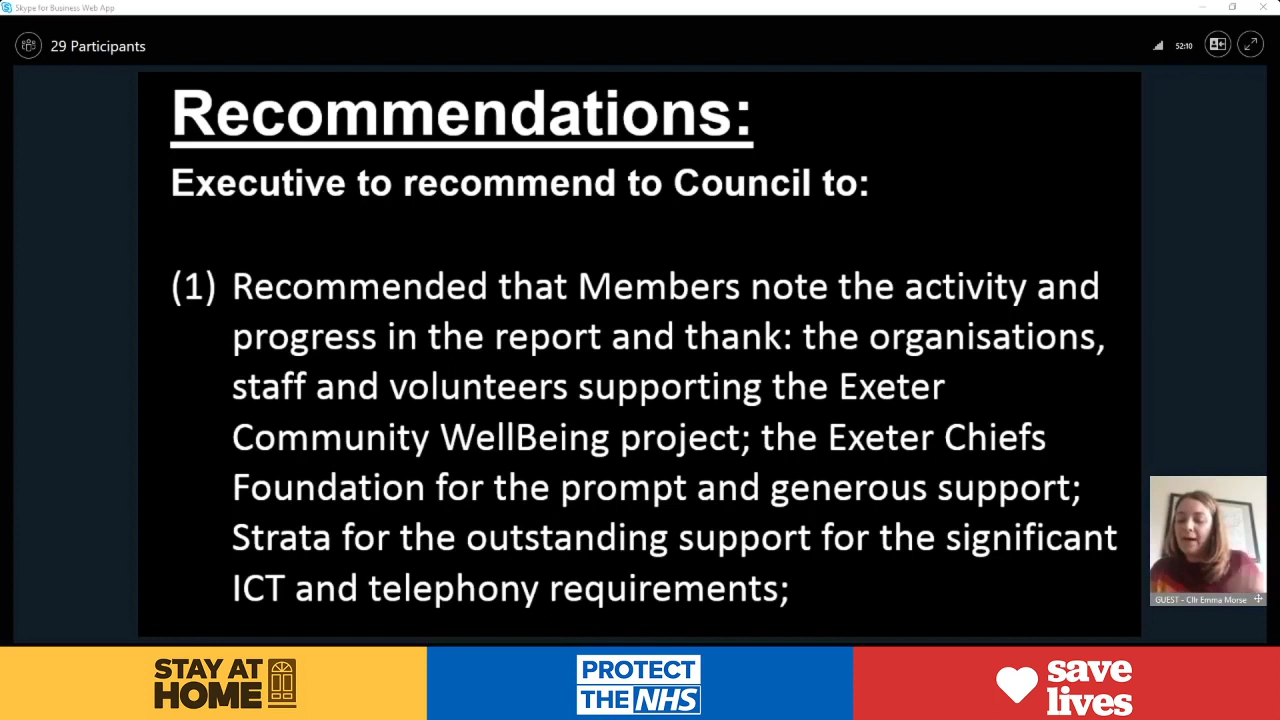 Skype for Business Web App
29 Participants
52:10
Recommendations:
Executive to recommend to Council to:
(1) Recommended that Members note the activity and
progress in the report and thank: the organisations,
staff and volunteers supporting the Exeter
Community WellBeing project; the Exeter Chiefs
Foundation for the prompt and generous support;
Strata for the outstanding support for the significant
ICT and telephony requirements;
GUEST - Cllr Emma Morse
STAY AT
HOME
PROTECT
THE NHS
save
lives